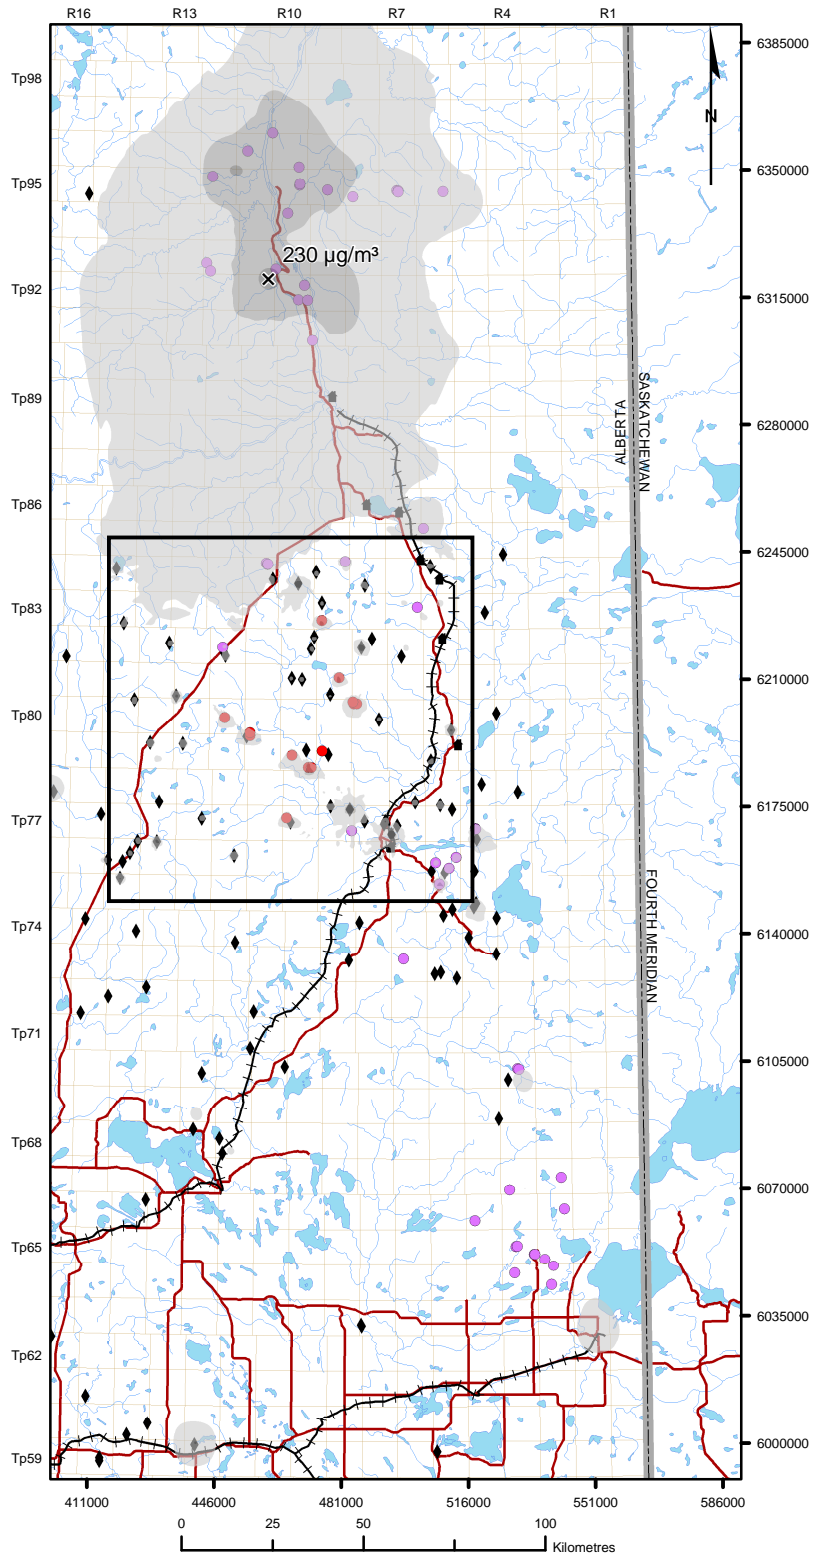 R16 R13 R10 R7 R4 R1
6385000
Tp98
N
6350000
Tp95
230 µg/m³
Tp92
6315000
Tp89
SASKATCHEWAN
ALBERTA
6280000
Tp86
6245000
Tp83
6210000
Tp80
6175000
Tp77
FOURTH MERIDIAN
Tp74
6140000
Tp71
6105000
Tp68
6070000
Tp65
6035000
Tp62
6000000
Tp59
411000 446000 481000 516000 551000 586000
0 25 50 100
Kilometres